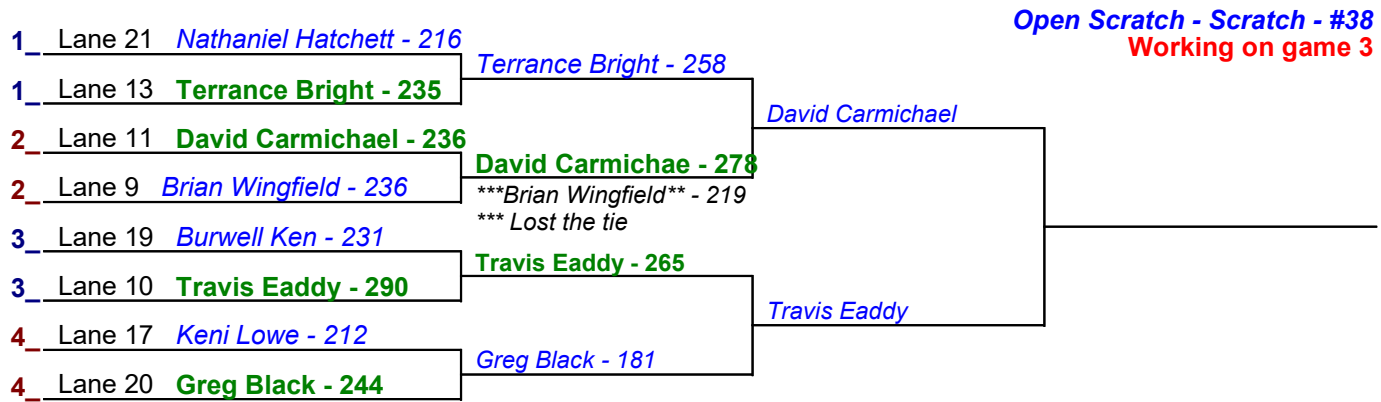 Open Scratch - Scratch - #38
Working on game 3
1_ Lane 21 Nathaniel Hatchett - 216
Terrance Bright - 258
1_ Lane 13 Terrance Bright - 235
David Carmichael
2_ Lane 11 David Carmichael - 236
David Carmichae - 278
2_ Lane 9 Brian Wingfield - 236
***Brian Wingfield** - 219
*** Lost the tie
3_ Lane 19 Burwell Ken - 231
Travis Eaddy - 265
3_ Lane 10 Travis Eaddy - 290
Travis Eaddy
4_ Lane 17 Keni Lowe - 212
Greg Black - 181
4_ Lane 20 Greg Black - 244